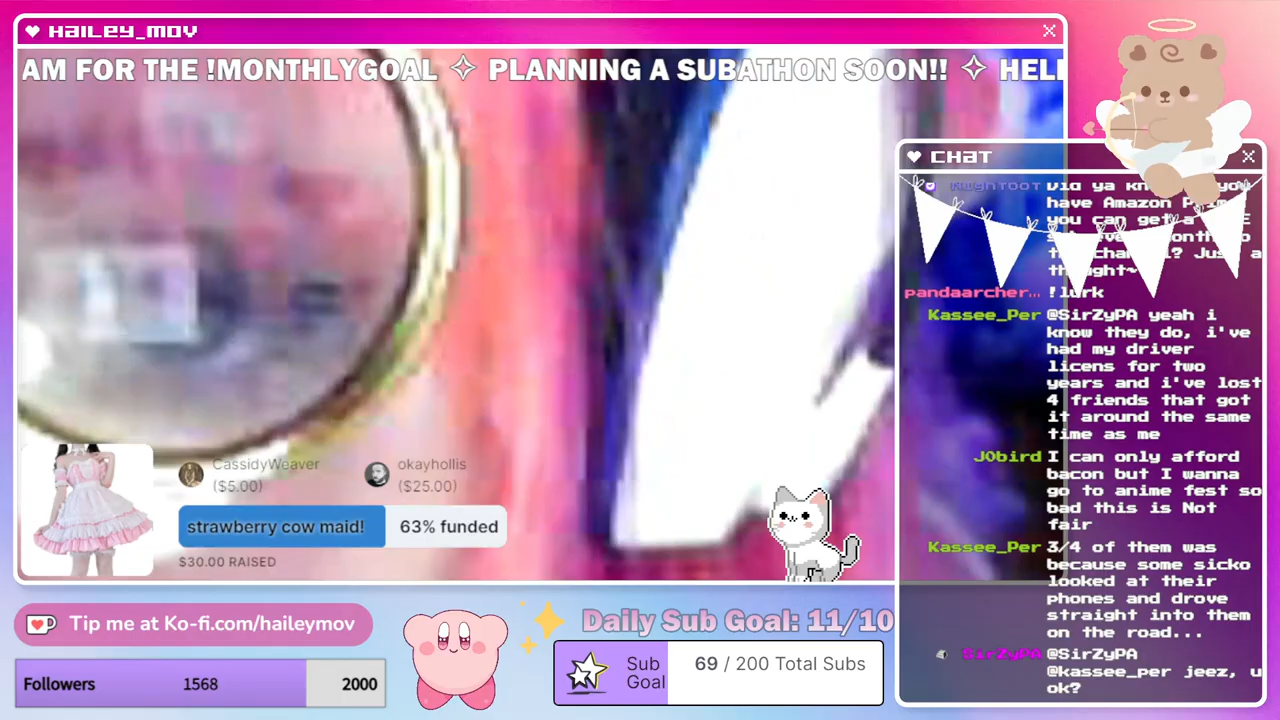 HAILEY_MOV
AM FOR THE !MONTHLYGOAL ✧ PLANNING A SUBATHON SOON!! ✧ HEL
CHAT
have Amazon
you can get a
thought~
pandaarcher... !lurk
Kassee_Per @SirZyPA yeah i
know they do, i've
had my driver
licens for two
years and i've lost
4 friends that got
it around the same
time as me
J0bird I can only afford
bacon but I wanna
go to anime fest so
bad this is Not
fair
Kassee_Per 3/4 of them was
because some sicko
looked at their
phones and drove
straight into them
on the road...
SirZyPA @SirZyPA
@kassee_per jeez, u
ok?
CassidyWeaver
($5.00)
okayhollis
($25.00)
strawberry cow maid! 63% funded
$30.00 RAISED
Tip me at Ko-fi.com/haileymov
Followers 1568 2000
Daily Sub Goal: 11/10
Sub
Goal
69 / 200 Total Subs